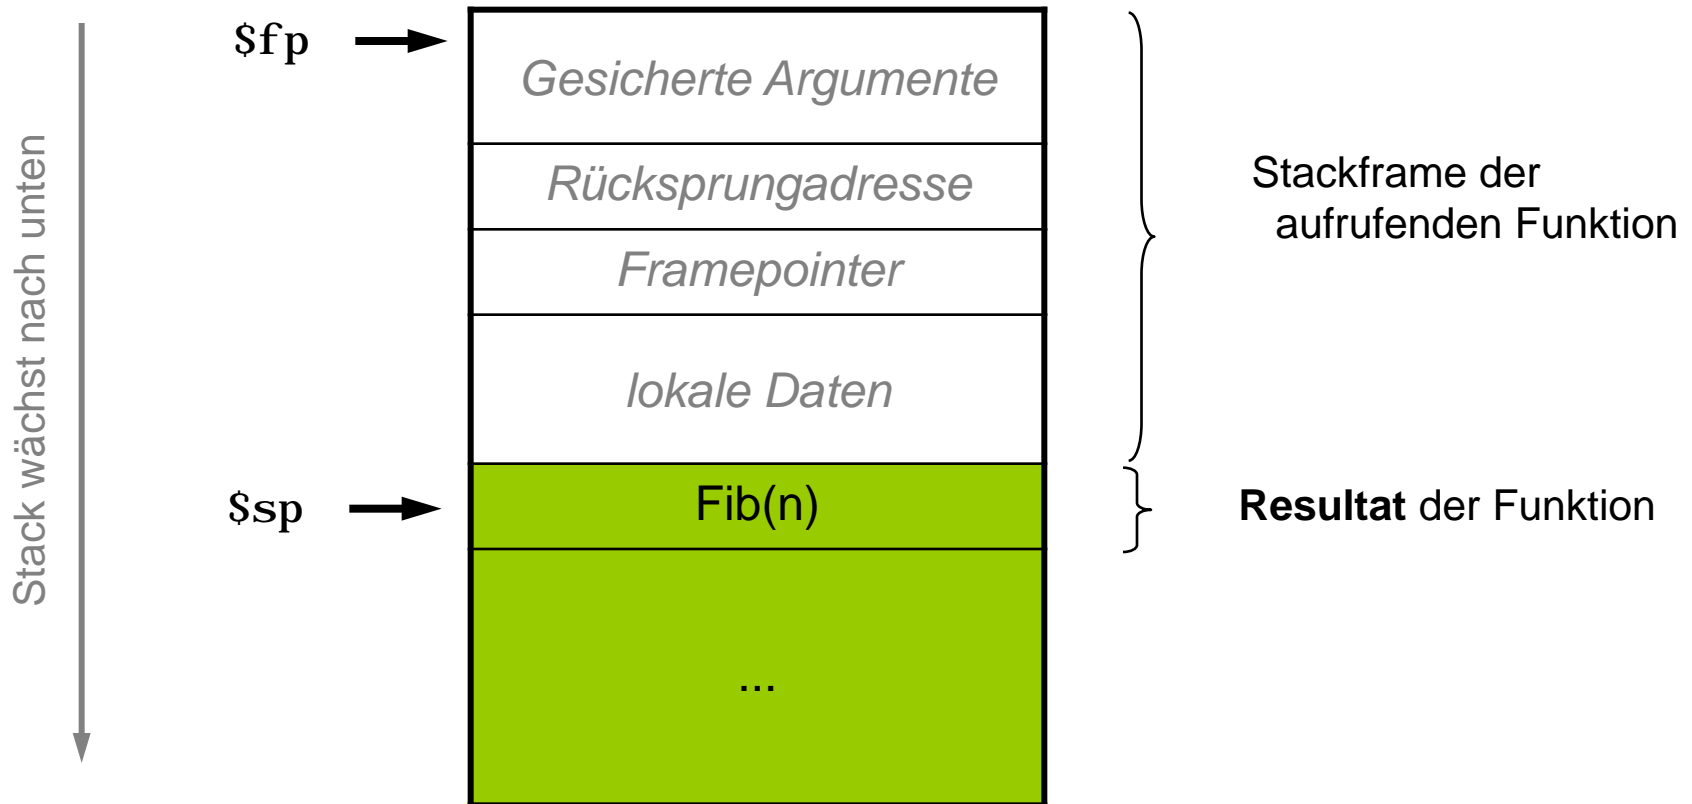 Stack wächst nach unten
$fp
Gesicherte Argumente
Rücksprungadresse
Framepointer
lokale Daten
Stackframe der
aufrufenden Funktion
$sp
Fib(n)
Resultat der Funktion
...